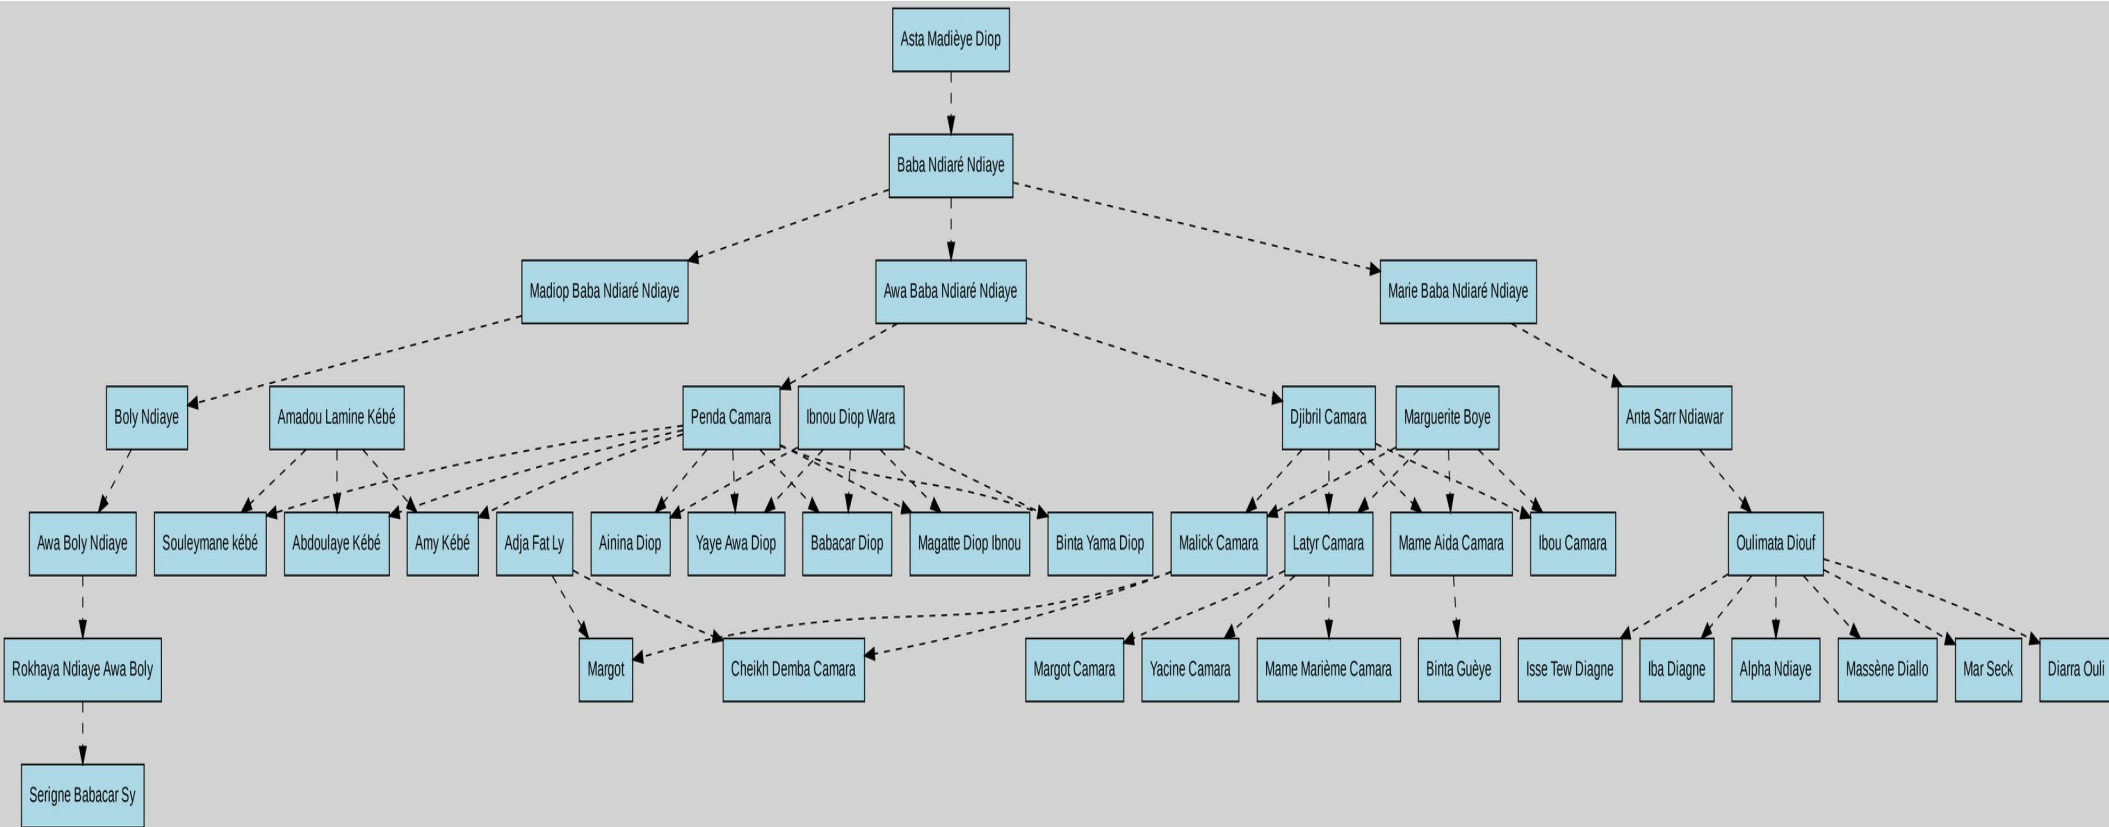 Asta Madièye Diop
Baba Ndiaré Ndiaye
Madiop Baba Ndiaré Ndiaye
Awa Baba Ndiaré Ndiaye
Marie Baba Ndiaré Ndiaye
Boly Ndiaye
Amadou Lamine Kébé
Penda Camara
Ibnou Diop Wara
Djibril Camara
Marguerite Boye
Anta Sarr Ndiawar
Awa Boly Ndiaye
Souleymane kébé
Abdoulaye Kébé
Amy Kébé
Adja Fat Ly
Ainina Diop
Yaye Awa Diop
Babacar Diop
Magatte Diop Ibnou
Binta Yama Diop
Malick Camara
Latyr Camara
Mame Aida Camara
Ibou Camara
Oulimata Diouf
Rokhaya Ndiaye Awa Boly
Margot
Cheikh Demba Camara
Margot Camara
Yacine Camara
Mame Marième Camara
Binta Guèye
Isse Tew Diagne
Iba Diagne
Alpha Ndiaye
Massène Diallo
Mar Seck
Diarra Ouli
Serigne Babacar Sy